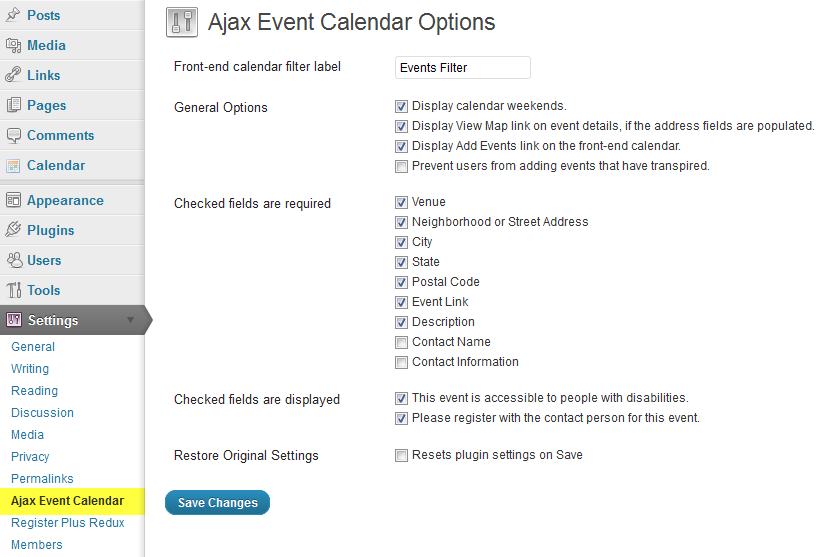 Posts
Media
Links
Pages
Comments
Calendar
Appearance
Plugins
Users
Tools
Settings
General
Writing
Reading
Discussion
Media
Privacy
Permalinks
Ajax Event Calendar
Register Plus Redux
Members
Ajax Event Calendar Options
Front-end calendar filter label
Events Filter
General Options
Display calendar weekends.
Display View Map link on event details, if the address fields are populated.
Display Add Events link on the front-end calendar.
Prevent users from adding events that have transpired.
Checked fields are required
Venue
Neighborhood or Street Address
City
State
Postal Code
Event Link
Description
Contact Name
Contact Information
Checked fields are displayed
This event is accessible to people with disabilities.
Please register with the contact person for this event.
Restore Original Settings
Resets plugin settings on Save
Save Changes